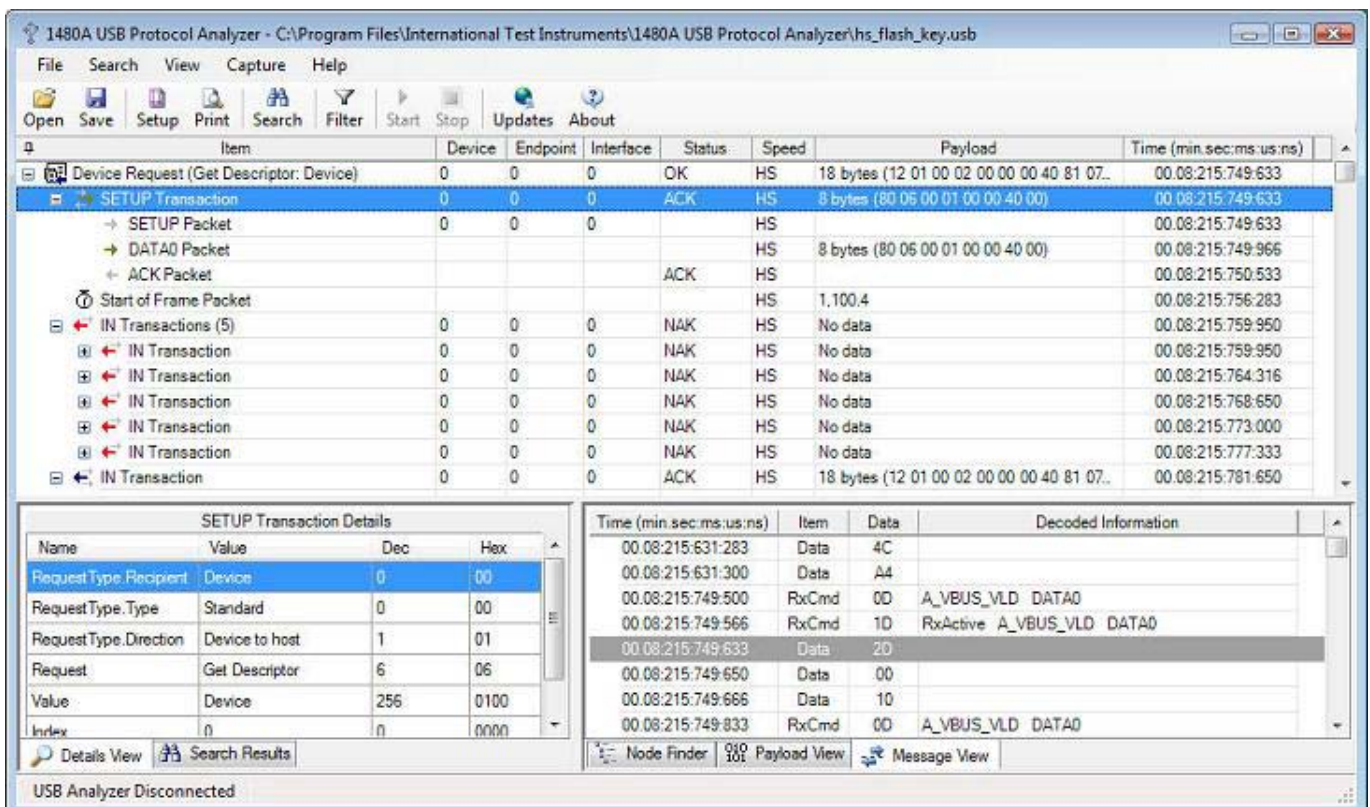 1480A USB Protocol Analyzer - C:\Program Files\International Test Instruments\1480A USB Protocol Analyzer\hs_flash_key.usb
File Search View Capture Help
Open Save Setup Print Search Filter Start Stop Updates About
Item Device Endpoint Interface Status Speed Payload Time (min.sec:ms:us:ns)
Device Request (Get Descriptor: Device) 0 0 0 OK HS 18 bytes (12 01 00 02 00 00 00 40 81 07... 00.08:215:749:633
SETUP Transaction 0 0 0 ACK HS 8 bytes (80 06 00 01 00 00 40 00) 00.08:215:749:633
SETUP Packet 0 0 0 HS 00.08:215:749:633
DATA0 Packet HS 8 bytes (80 06 00 01 00 00 40 00) 00.08:215:749:966
ACK Packet ACK HS 00.08:215:750:533
Start of Frame Packet HS 1,100.4 00.08:215:756:283
IN Transactions (5) 0 0 0 NAK HS No data 00.08:215:759:950
IN Transaction 0 0 0 NAK HS No data 00.08:215:759:950
IN Transaction 0 0 0 NAK HS No data 00.08:215:764:316
IN Transaction 0 0 0 NAK HS No data 00.08:215:768:650
IN Transaction 0 0 0 NAK HS No data 00.08:215:773:000
IN Transaction 0 0 0 NAK HS No data 00.08:215:777:333
IN Transaction 0 0 0 ACK HS 18 bytes (12 01 00 02 00 00 00 40 81 07... 00.08:215:781:650
SETUP Transaction Details
Name Value Dec Hex
RequestType.Recipient Device 0 00
RequestType.Type Standard 0 00
RequestType.Direction Device to host 1 01
Request Get Descriptor 6 06
Value Device 256 0100
Index 0 0 0000
Details View Search Results
Time (min.sec:ms:us:ns) Item Data Decoded Information
00.08:215:631:283 Data 4C
00.08:215:631:300 Data A4
00.08:215:749:500 RxCmd 0D A_VBUS_VLD DATA0
00.08:215:749:566 RxCmd 1D RxActive A_VBUS_VLD DATA0
00.08:215:749:633 Data 2D
00.08:215:749:650 Data 00
00.08:215:749:666 Data 10
00.08:215:749:833 RxCmd 0D A_VBUS_VLD DATA0
Node Finder Payload View Message View
USB Analyzer Disconnected